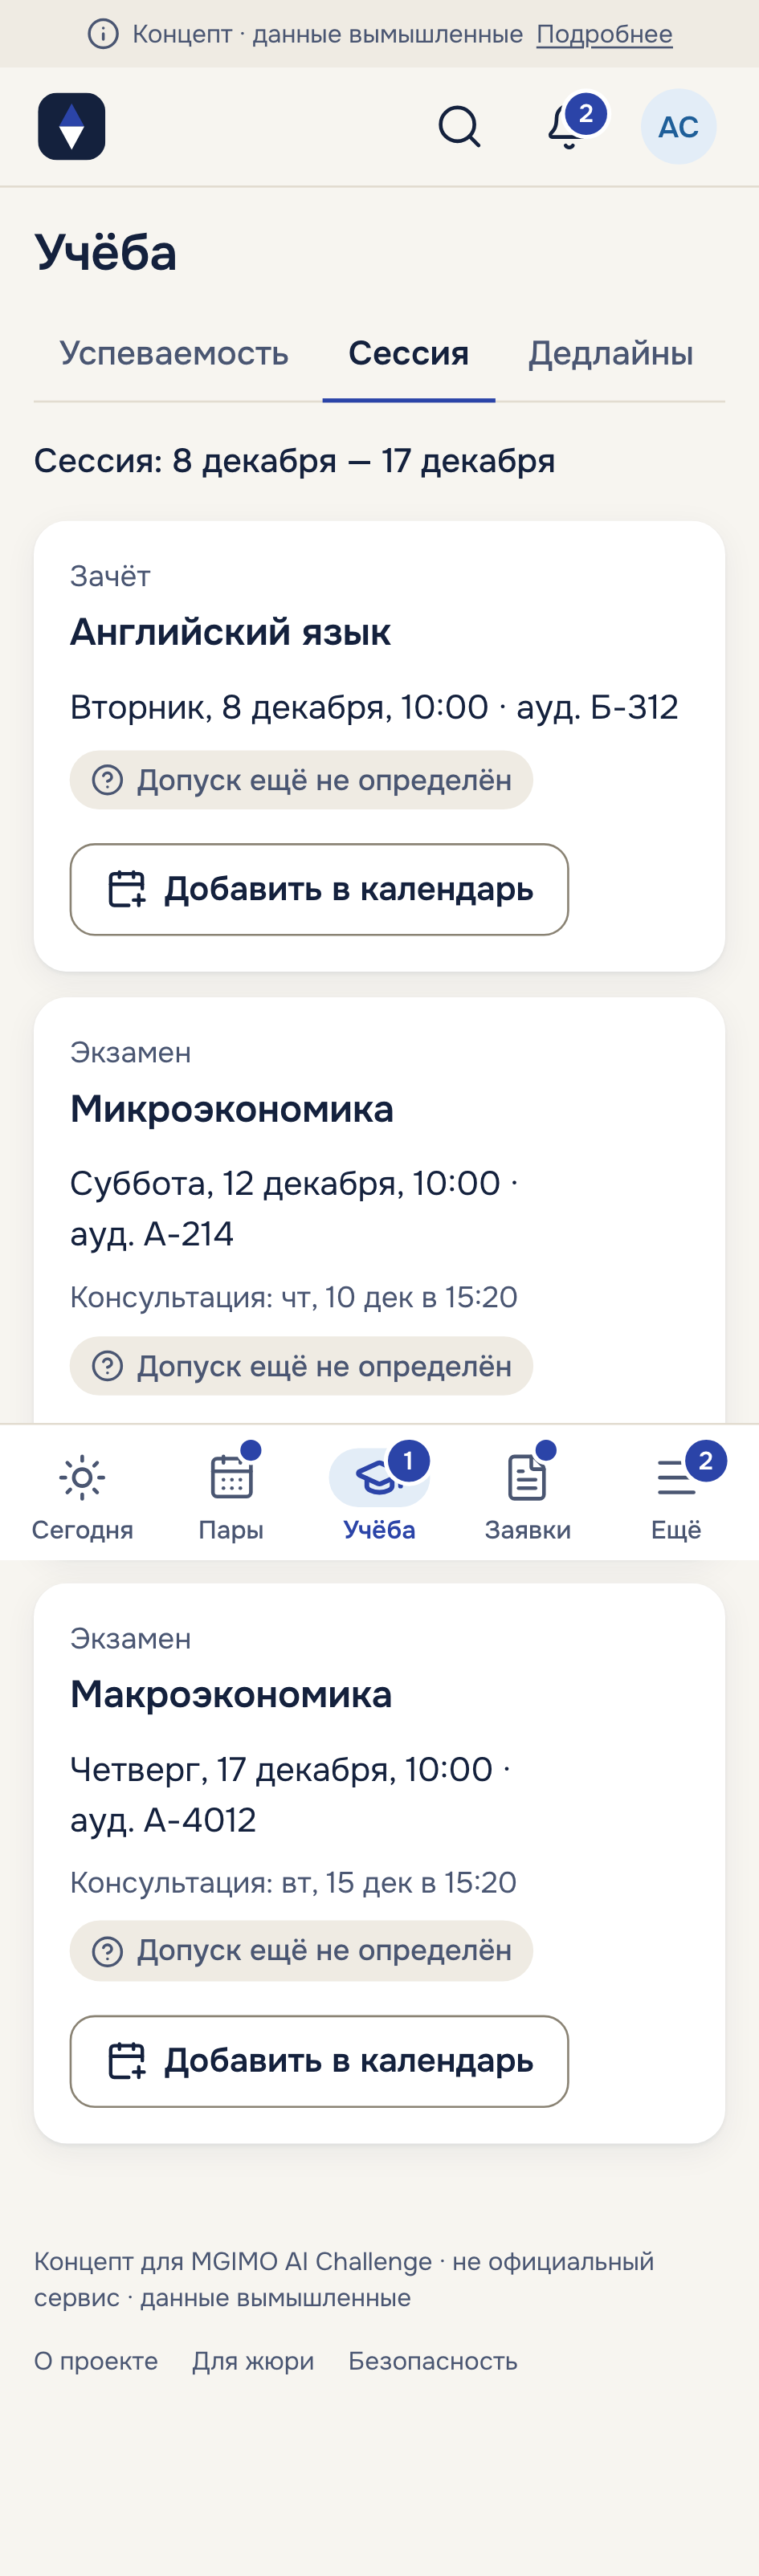 Концепт · данные вымышленные Подробнее
2
АС
Учёба
Успеваемость Сессия Дедлайны
Сессия: 8 декабря — 17 декабря
Зачёт
Английский язык
Вторник, 8 декабря, 10:00 · ауд. Б-312
Допуск ещё не определён
Добавить в календарь
Экзамен
Микроэкономика
Суббота, 12 декабря, 10:00 ·
ауд. А-214
Консультация: чт, 10 дек в 15:20
Допуск ещё не определён
1 2
Сегодня Пары Учёба Заявки Ещё
Экзамен
Макроэкономика
Четверг, 17 декабря, 10:00 ·
ауд. А-4012
Консультация: вт, 15 дек в 15:20
Допуск ещё не определён
Добавить в календарь
Концепт для MGIMO AI Challenge · не официальный
сервис · данные вымышленные
О проекте Для жюри Безопасность